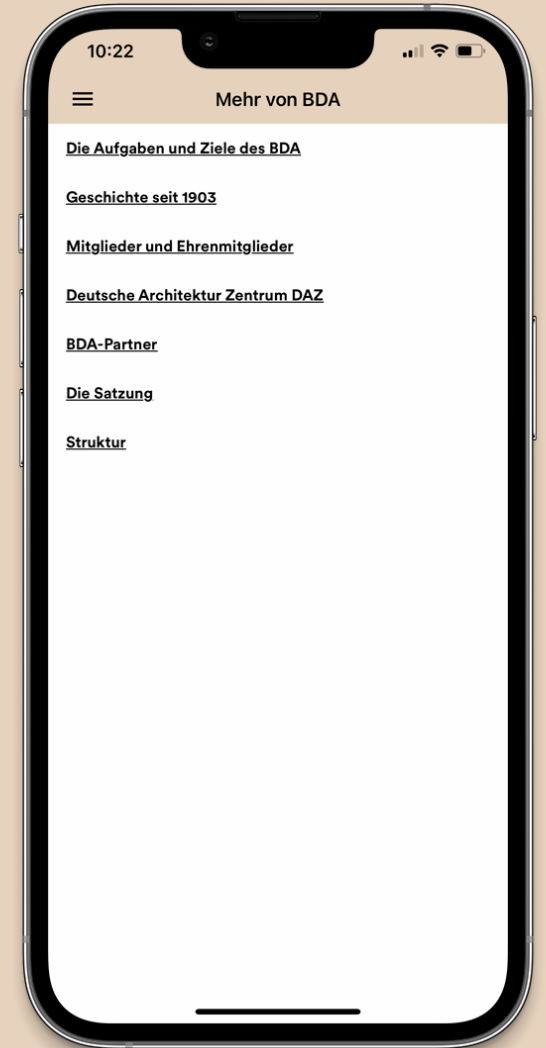 10:22
Mehr von BDA
Die Aufgaben und Ziele des BDA
Geschichte seit 1903
Mitglieder und Ehrenmitglieder
Deutsche Architektur Zentrum DAZ
BDA-Partner
Die Satzung
Struktur